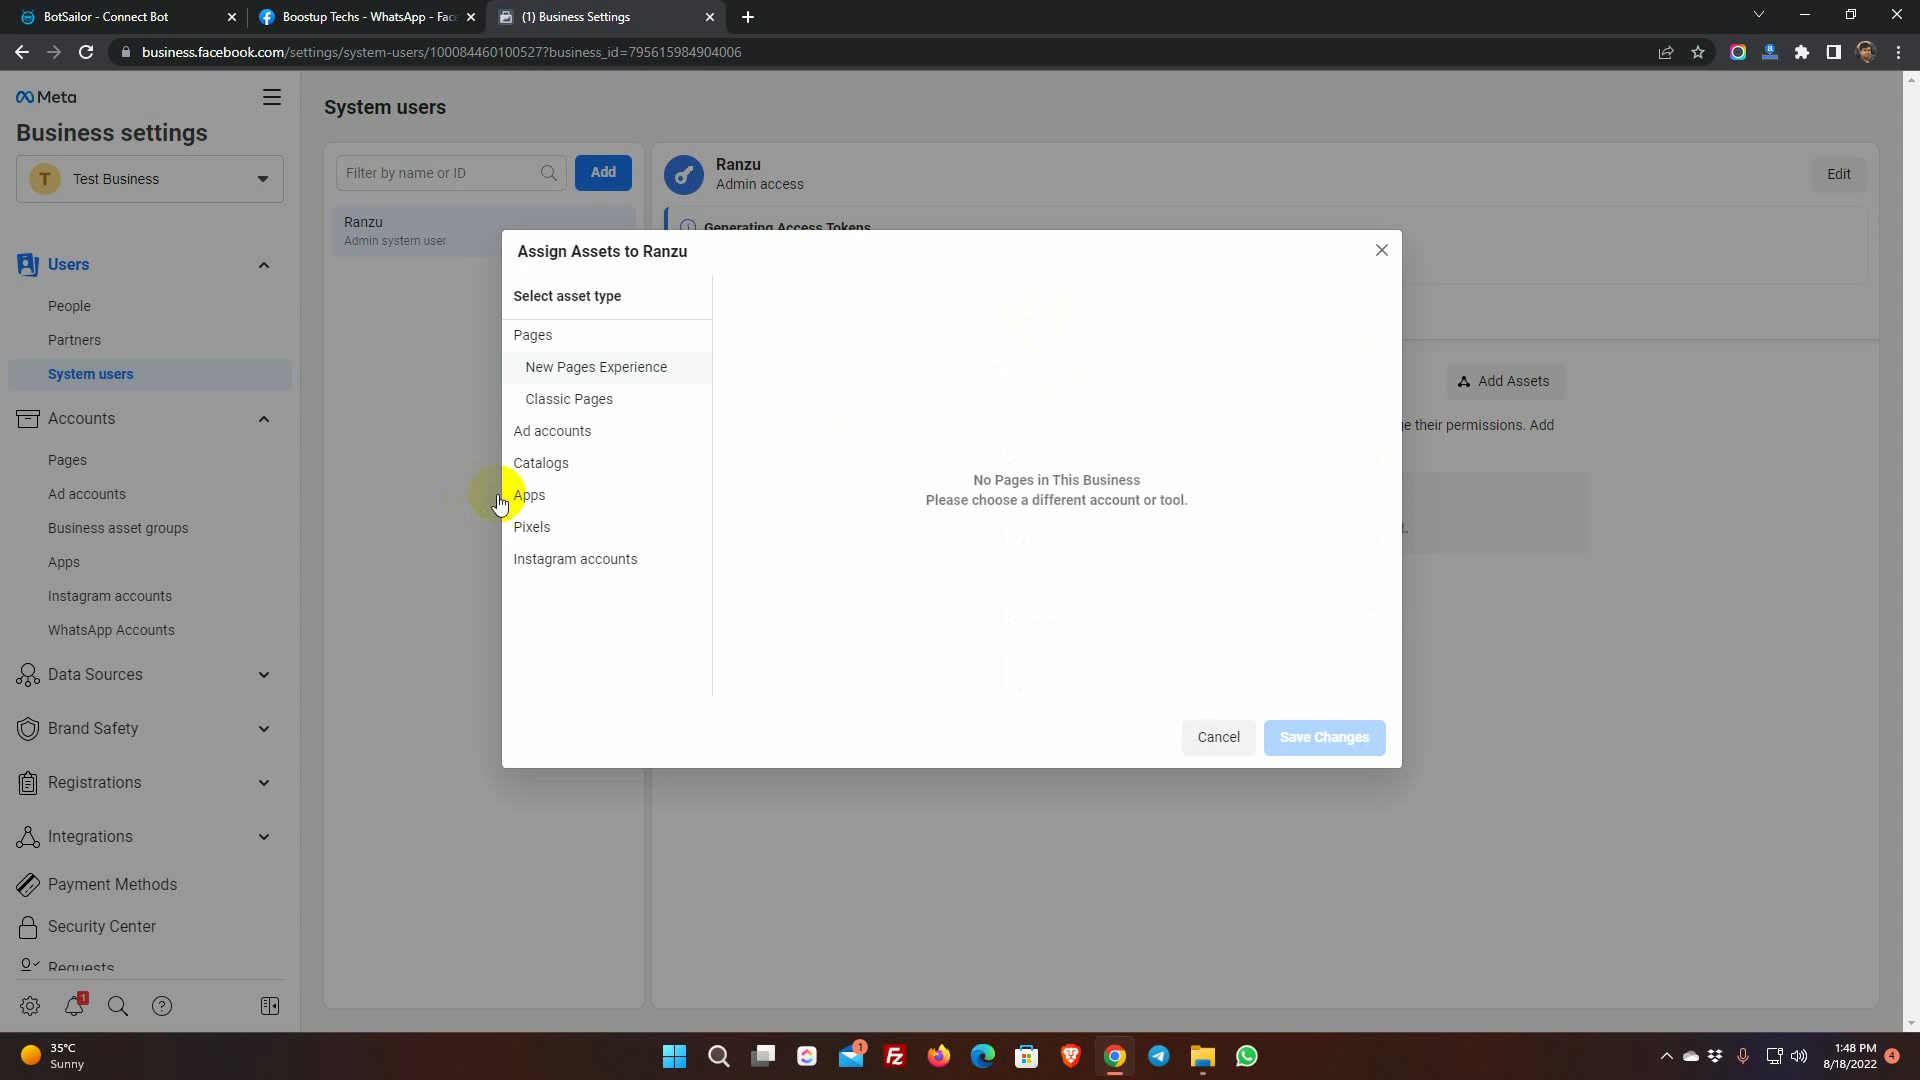 BotSailor - Connect Bot
Boostup Techs - WhatsApp - Fac
(1) Business Settings
business.facebook.com/settings/system-users/100084460100527?business_id=795615984904006
Meta
Business settings
T
Test Business
Users
People
Partners
System users
Accounts
Pages
Ad accounts
Business asset groups
Apps
Instagram accounts
WhatsApp Accounts
Data Sources
Brand Safety
Registrations
Integrations
Payment Methods
Security Center
Requests
1
System users
Filter by name or ID
Add
Ranzu
Admin system user
Ranzu
Admin access
Edit
Generating Access Tokens
Add Assets
their permissions. Add
Assign Assets to Ranzu
Select asset type
Pages
New Pages Experience
Classic Pages
Ad accounts
Catalogs
Apps
Pixels
Instagram accounts
No Pages in This Business
Please choose a different account or tool.
Cancel
Save Changes
35°C
Sunny
1
1:48 PM
8/18/2022
4